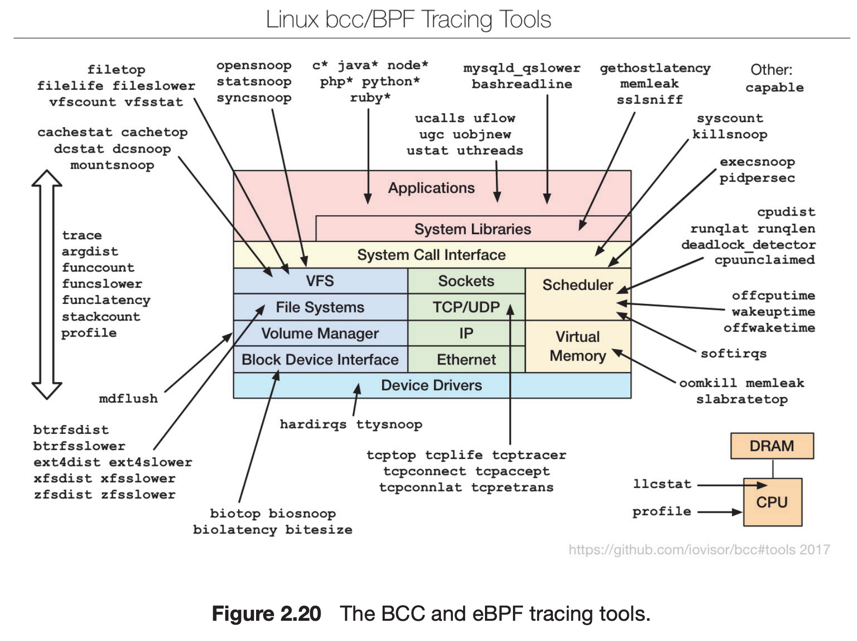 Linux bcc/BPF Tracing Tools
filetop
filelife fileslower
vfscount vfsstat
opensnoop
statsnoop
syncsnoop
c* java* node*
php* python*
ruby*
mysqld_qslower
bashreadline
gethostlatency
memleak
sslsniff
Other:
capable
cachestat cachetop
dcstat dcsnoop
mountsnoop
ucalls uflow
ugc uobjnew
ustat uthreads
syscount
killsnoop
execsnoop
pidpersec
trace
argdist
funccount
funcslower
funclatency
stackcount
profile
Applications
System Libraries
System Call Interface
VFS
Sockets
Scheduler
File Systems
TCP/UDP
Volume Manager
IP
Virtual
Memory
Block Device Interface
Ethernet
Device Drivers
cpudist
runqlat runqlen
deadlock_detector
cpuunclaimed
offcputime
wakeuptime
offwaketime
softirqs
oomkill memleak
slabratetop
mdflush
hardirqs ttysnoop
btrfsdist
btrfsslower
ext4dist ext4slower
xfsdist xfsslower
zfsdist zfsslower
tcptop tcplife tcptracer
tcpconnect tcpaccept
tcpconnlat tcpretrans
biotop biosnoop
biolatency bitesize
DRAM
llcstat
CPU
profile
https://github.com/iovisor/bcc#tools 2017
Figure 2.20 The BCC and eBPF tracing tools.